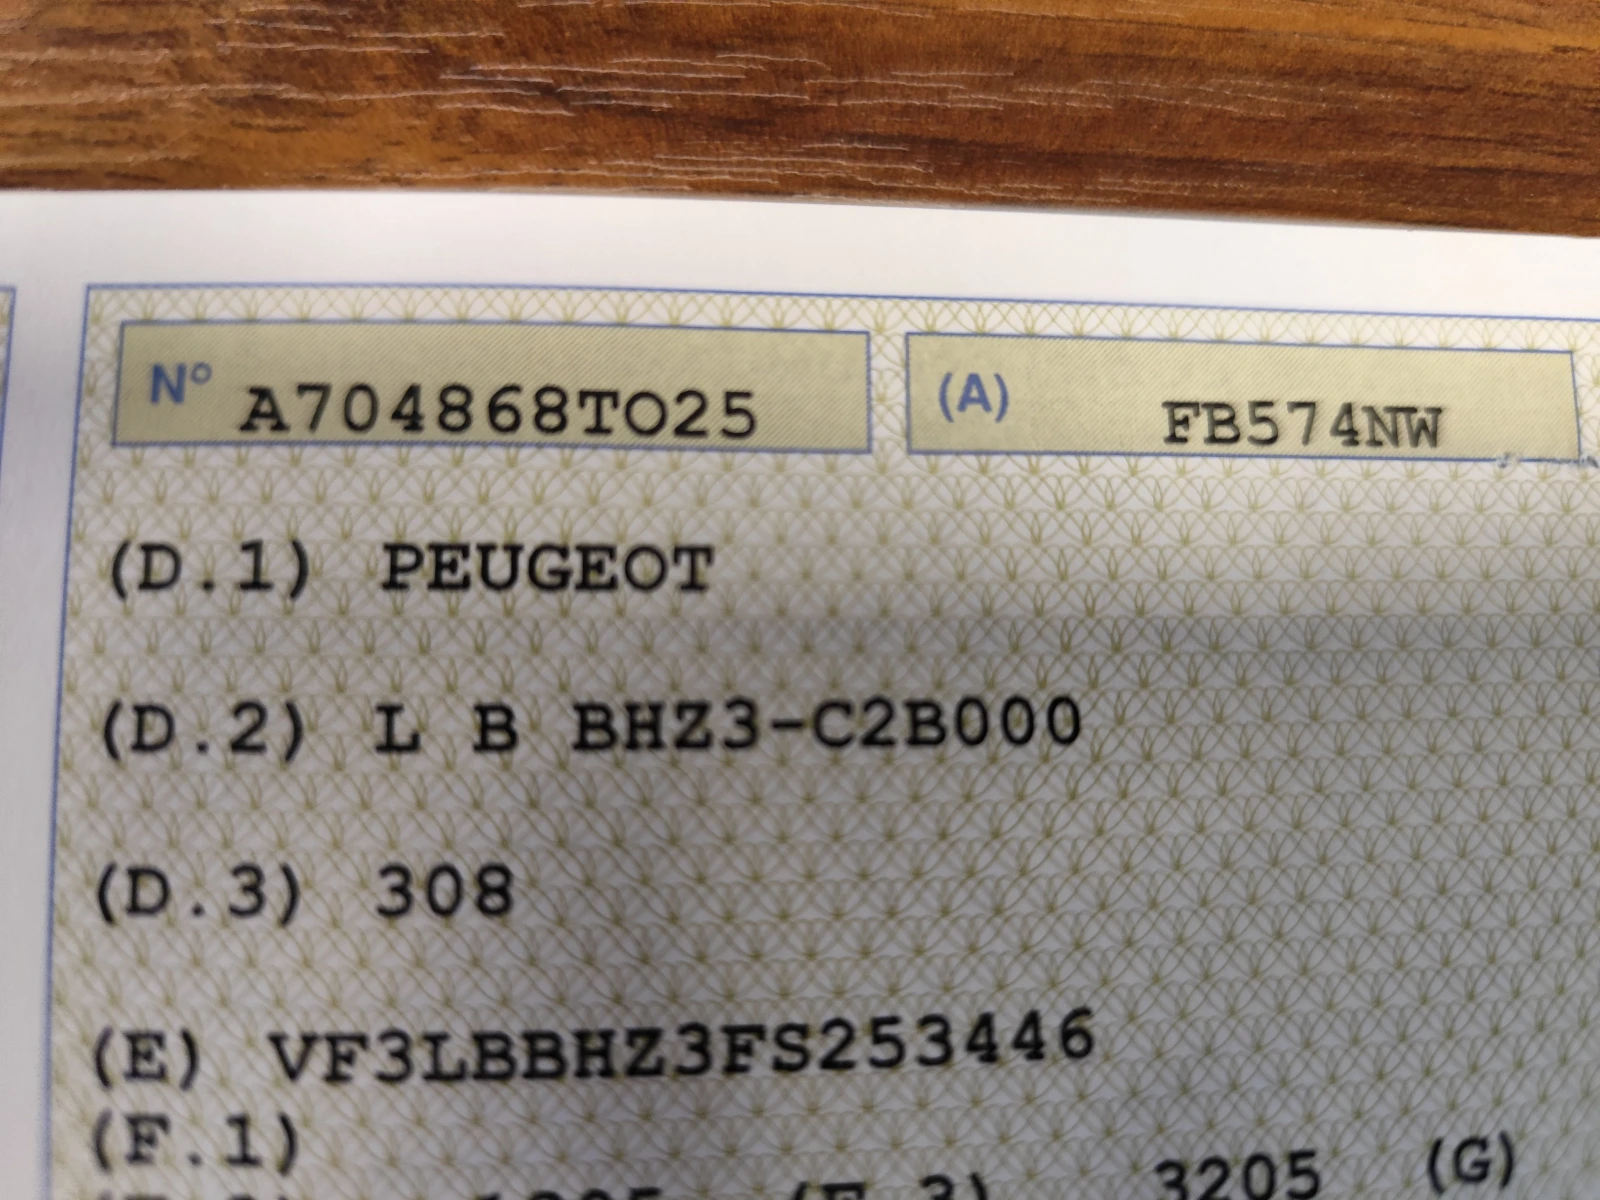 N° A704868TO25 (A) FB574NW
(D.1) PEUGEOT
(D.2) L B BHZ3-C2B000
(D.3) 308
(E) VF3LBBHZ3FS253446
(F.1)
3205 (G)